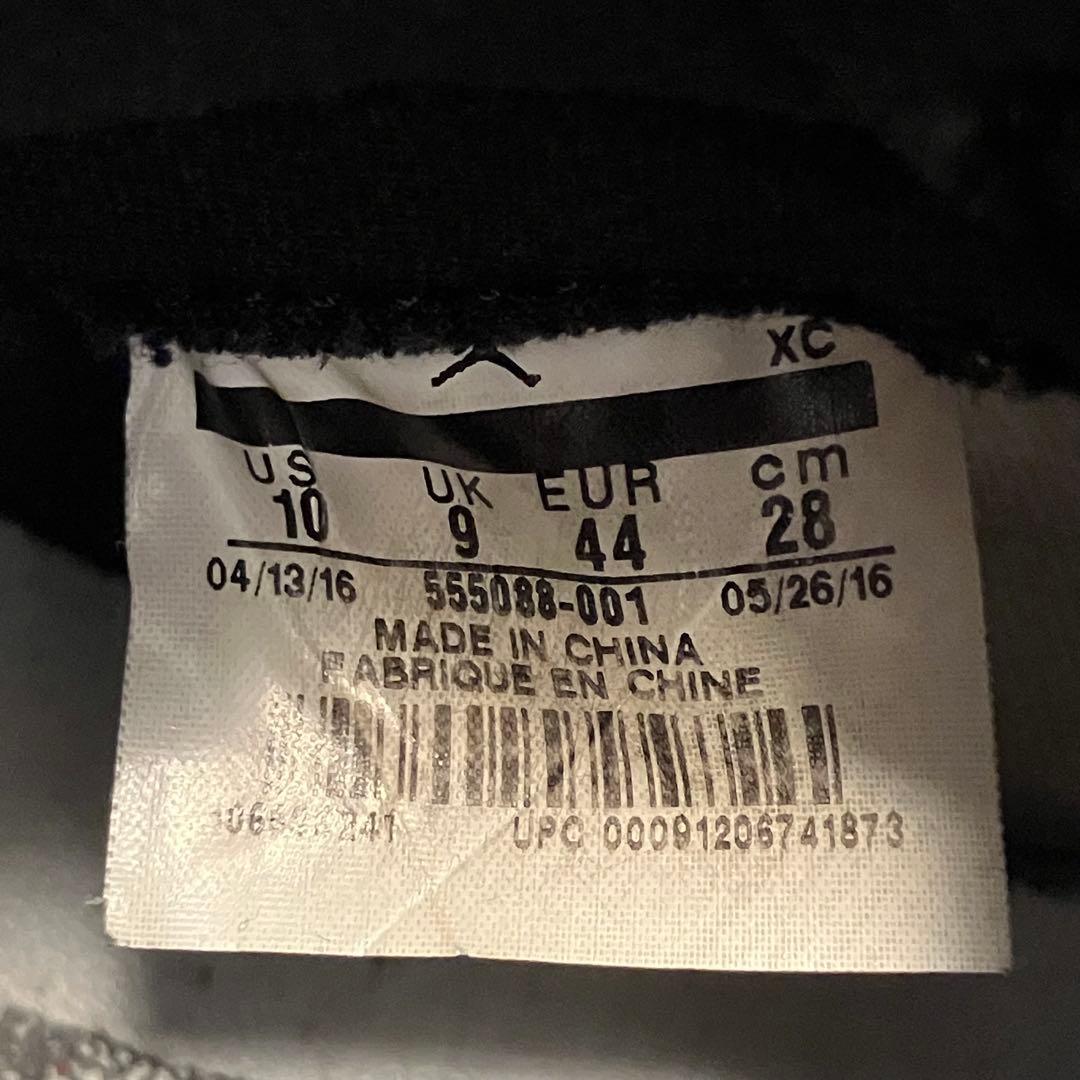 XC
US UK EUR cm
10 9 44 28
04/13/16 555088-001 05/26/16
MADE IN CHINA
FABRIQUE EN CHINE
UPC 00091206741873